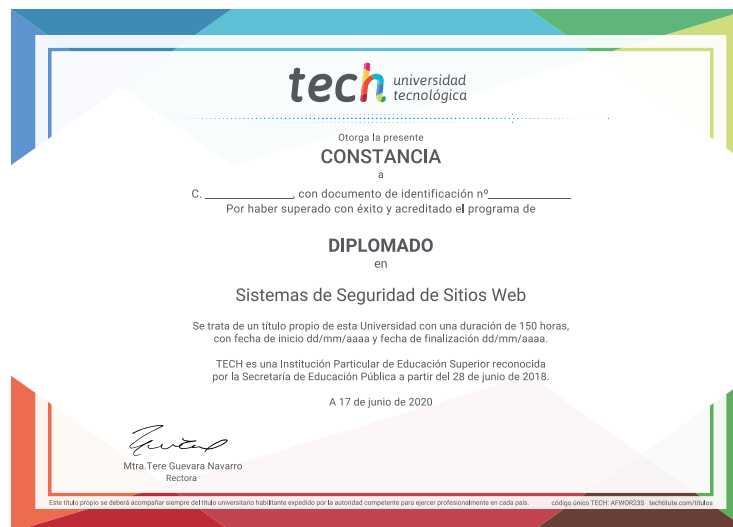 tech universidad
tecnológica
Otorga la presente
CONSTANCIA
a
C. ______________, con documento de identificación nº______________
Por haber superado con éxito y acreditado el programa de
DIPLOMADO
en
Sistemas de Seguridad de Sitios Web
Se trata de un título propio de esta Universidad con una duración de 150 horas,
con fecha de inicio dd/mm/aaaa y fecha de finalización dd/mm/aaaa.
TECH es una Institución Particular de Educación Superior reconocida
por la Secretaría de Educación Pública a partir del 28 de junio de 2018.
A 17 de junio de 2020
Mtra.Tere Guevara Navarro
Rectora
Este título propio se deberá acompañar siempre del título universitario habilitante expedido por la autoridad competente para ejercer profesionalmente en cada país. código único TECH: AFWOR23S techtitute.com/títulos